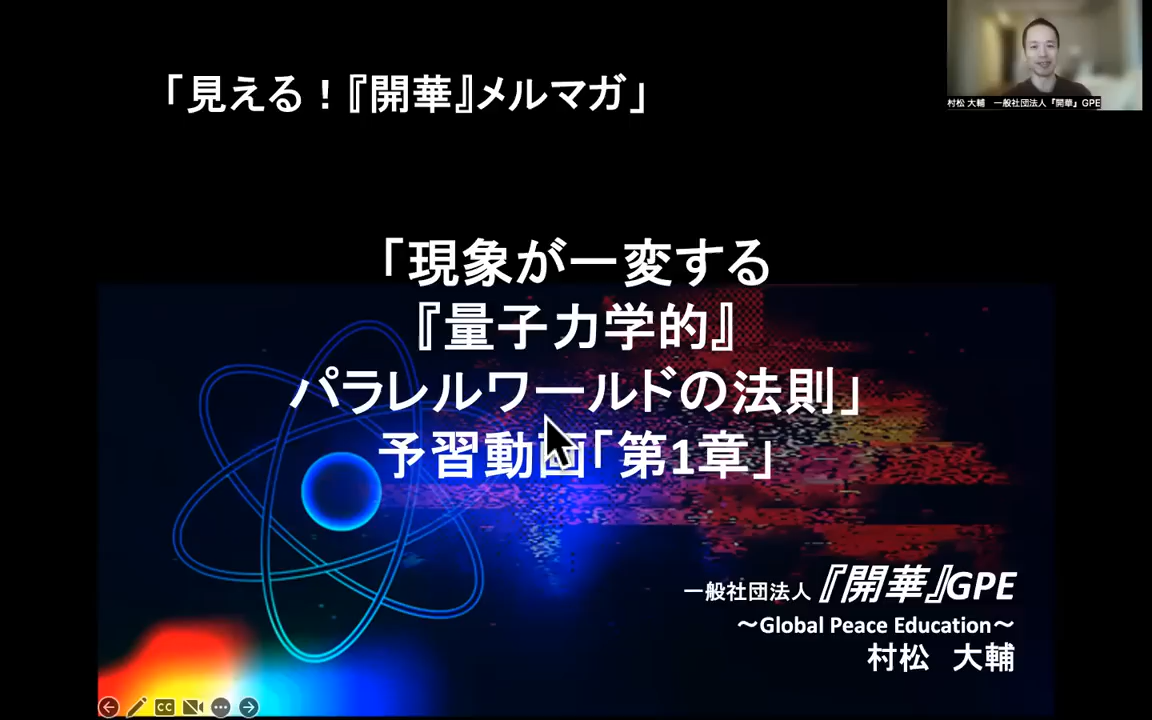 「見える！『開華』メルマガ」
村松 大輔　一般社団法人『開華』GPE
「現象が一変する
『量子力学的』
パラレルワールドの法則」
予習動画「第1章」
一般社団法人『開華』GPE
～Global Peace Education～
村松　大輔
CC